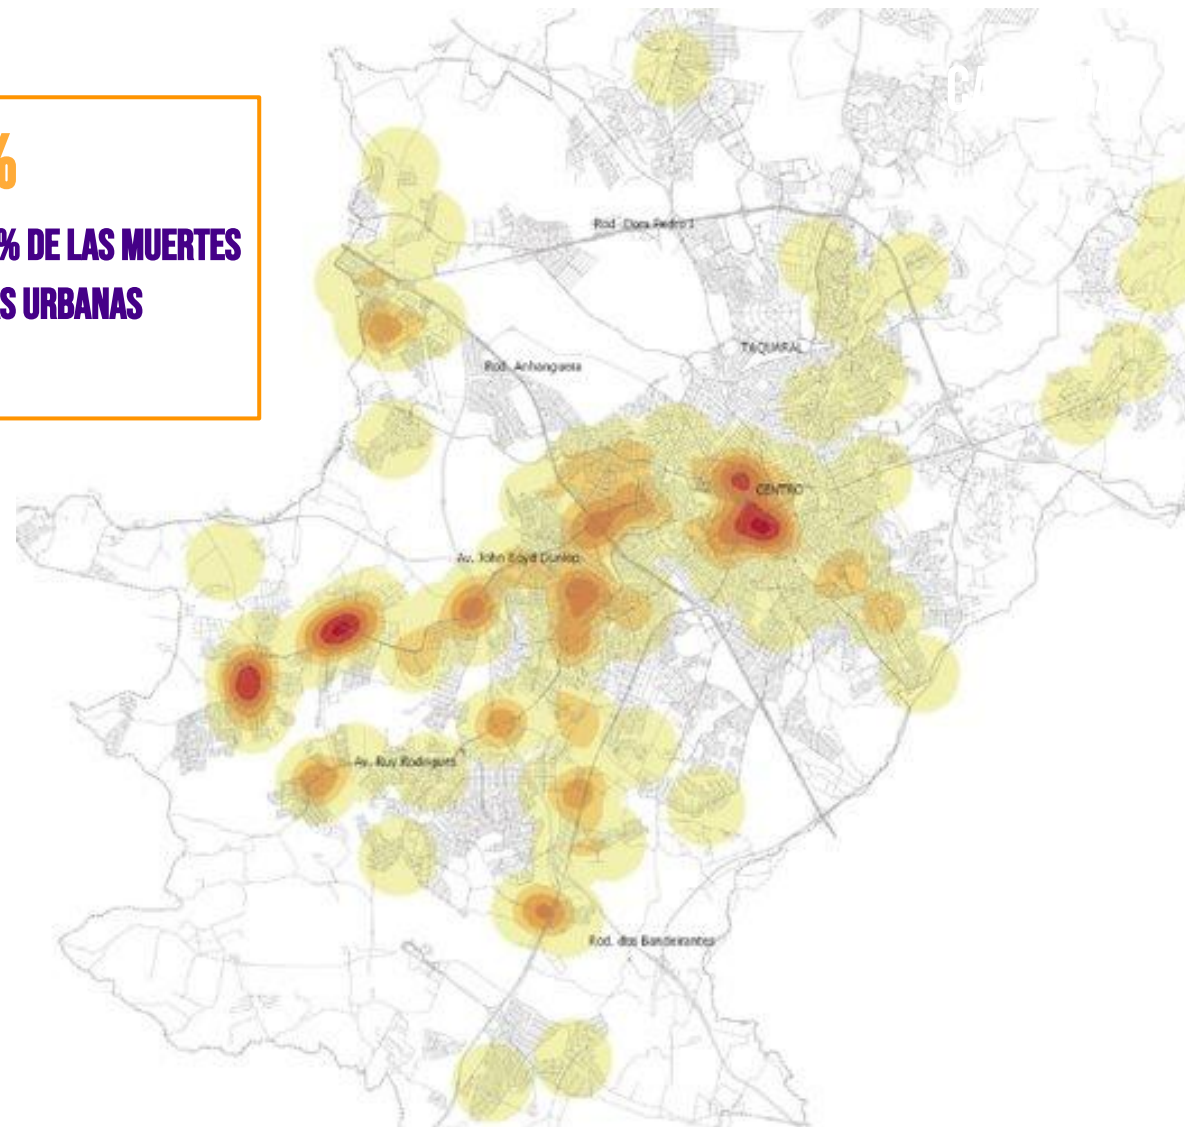 %
% DE LAS MUERTES
S URBANAS
Rod. Dom Pedro I
TAQUARAL
Rod. Anhanguera
CENTRO
Av. John Boyd Dunlop
Av. Ruy Rodriguez
Rod. dos Bandeirantes